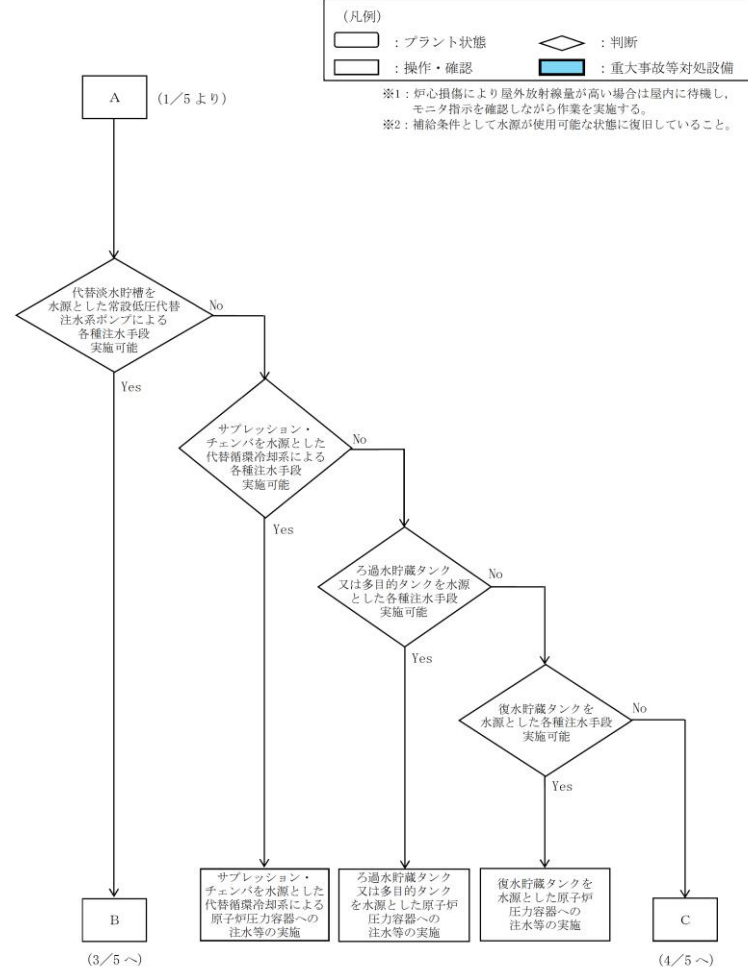 (凡例)
：プラント状態
：判断
：操作・確認
：重大事故等対処設備
※1：炉心損傷により屋外放射線量が高い場合は屋内に待機し，
モニタ指示を確認しながら作業を実施する。
※2：補給条件として水源が使用可能な状態に復旧していること。
A
(1／5 より)
代替淡水貯槽を
水源とした常設低圧代替
注水系ポンプによる
各種注水手段
実施可能
No
Yes
サプレッション・
チェンバを水源とした
代替循環冷却系による
各種注水手段
実施可能
No
Yes
ろ過水貯蔵タンク
又は多目的タンクを水源
とした各種注水手段
実施可能
No
Yes
復水貯蔵タンクを
水源とした各種注水手段
実施可能
No
Yes
B
(3／5 へ)
サプレッション・
チェンバを水源とした
代替循環冷却系による
原子炉圧力容器への
注水等の実施
ろ過水貯蔵タンク
又は多目的タンク
を水源とした原子炉
圧力容器への
注水等の実施
復水貯蔵タンクを
水源とした原子炉
圧力容器への
注水等の実施
C
(4／5 へ)